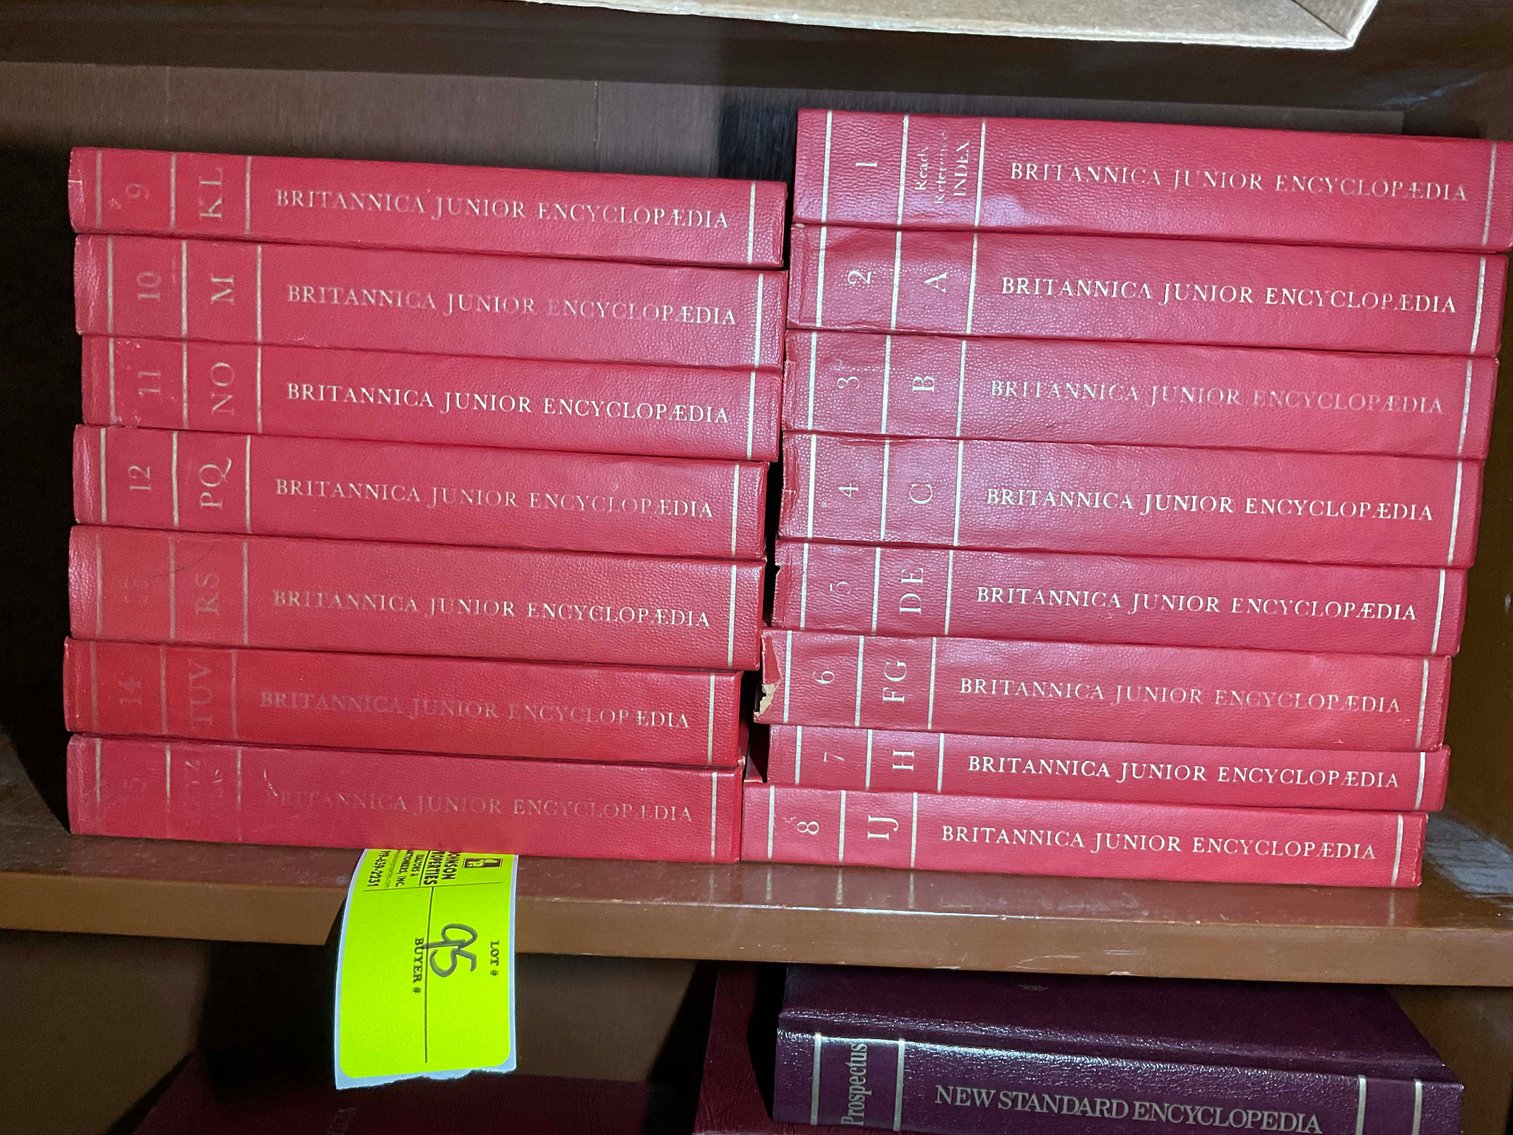 9 KL BRITANNICA JUNIOR ENCYCLOPÆDIA
10 M BRITANNICA JUNIOR ENCYCLOPÆDIA
11 NO BRITANNICA JUNIOR ENCYCLOPÆDIA
12 PQ BRITANNICA JUNIOR ENCYCLOPÆDIA
RS BRITANNICA JUNIOR ENCYCLOPÆDIA
14 TUV BRITANNICA JUNIOR ENCYCLOPÆDIA
BRITANNICA JUNIOR ENCYCLOPÆDIA
1 Ready Reference INDEX BRITANNICA JUNIOR ENCYCLOPÆDIA
2 A BRITANNICA JUNIOR ENCYCLOPÆDIA
3 B BRITANNICA JUNIOR ENCYCLOPÆDIA
4 C BRITANNICA JUNIOR ENCYCLOPÆDIA
5 DE BRITANNICA JUNIOR ENCYCLOPÆDIA
6 FG BRITANNICA JUNIOR ENCYCLOPÆDIA
7 H BRITANNICA JUNIOR ENCYCLOPÆDIA
8 IJ BRITANNICA JUNIOR ENCYCLOPÆDIA
LOT #
95
BUYER #
Prospectus NEW STANDARD ENCYCLOPEDIA